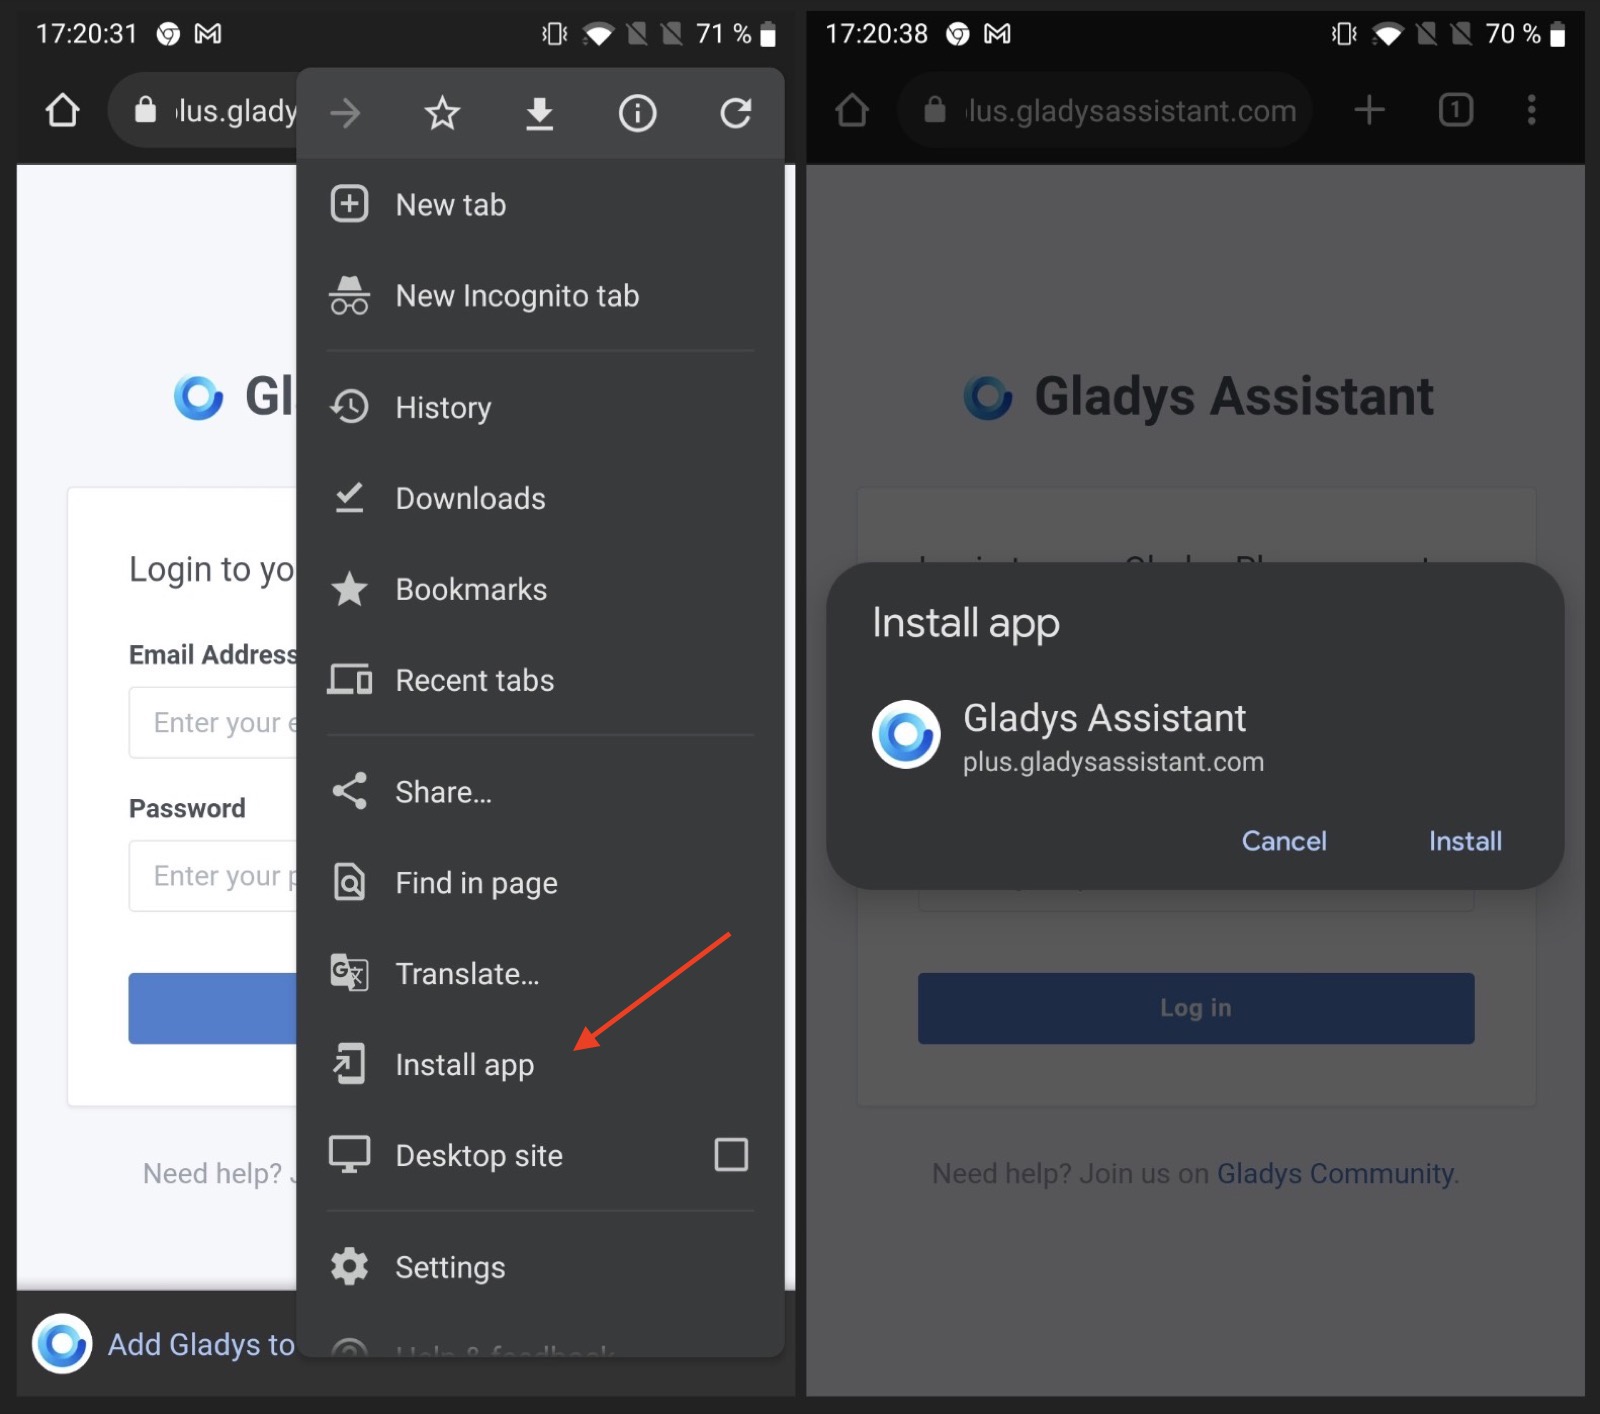 17:20:31
71 %
lus.glady
New tab
New Incognito tab
History
Downloads
Bookmarks
Recent tabs
Share...
Find in page
Translate...
Install app
Desktop site
Settings
Help & feedback
Gl
Login to yo
Email Address
Enter your e
Password
Enter your p
Need help? J
Add Gladys to
17:20:38
70 %
1
lus.gladysassistant.com
Gladys Assistant
Install app
Gladys Assistant
plus.gladysassistant.com
Cancel
Install
Log in
Need help? Join us on Gladys Community.